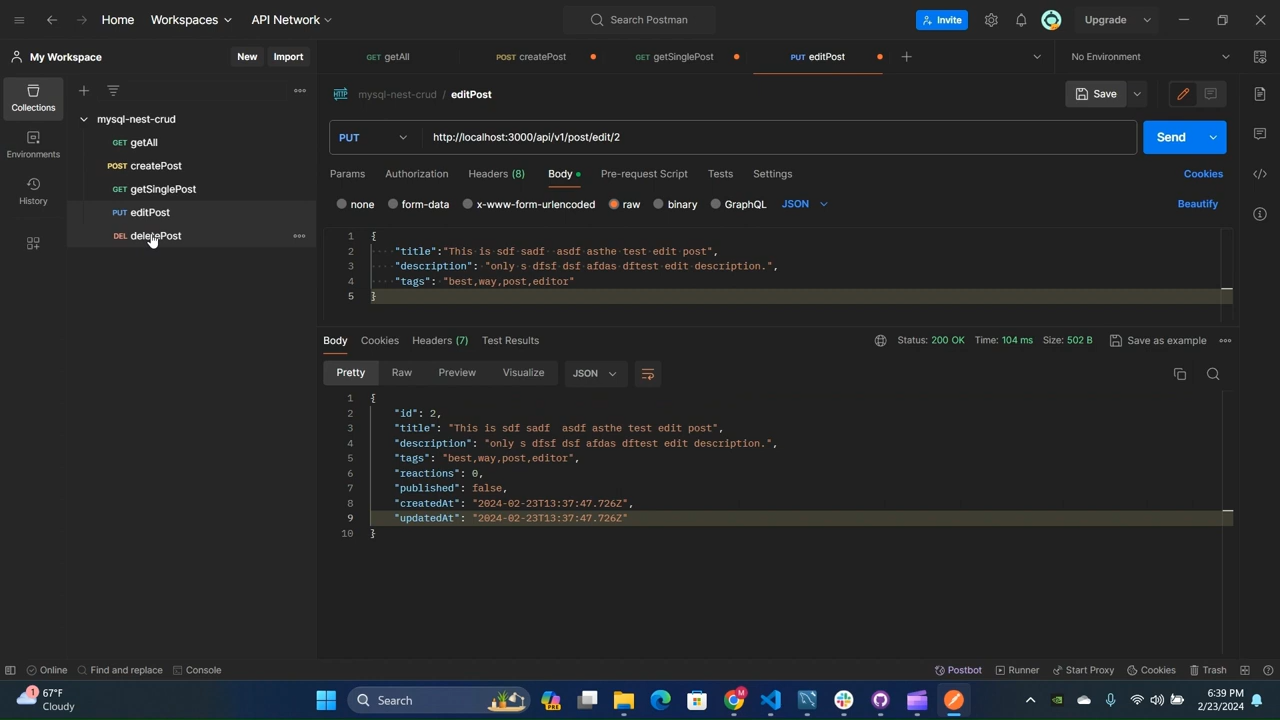 Home Workspaces API Network Search Postman Invite Upgrade
My Workspace New Import GET getAll POST createPost GET getSinglePost PUT editPost No Environment
Collections
Environments
History
mysql-nest-crud
GET getAll
POST createPost
GET getSinglePost
PUT editPost
DEL deletePost
HTTP mysql-nest-crud / editPost Save
PUT http://localhost:3000/api/v1/post/edit/2 Send
Params Authorization Headers (8) Body Pre-request Script Tests Settings Cookies
none form-data x-www-form-urlencoded raw binary GraphQL JSON Beautify
1 {
2 ····"title":"This·is·sdf·sadf··asdf·asthe·test·edit·post",
3 ····"description":·"only·s·dfsf·dsf·afdas·dftest·edit·description.",
4 ····"tags":·"best,way,post,editor"
5 }
Body Cookies Headers (7) Test Results Status: 200 OK Time: 104 ms Size: 502 B Save as example
Pretty Raw Preview Visualize JSON
1 {
2 "id": 2,
3 "title": "This is sdf sadf  asdf asthe test edit post",
4 "description": "only s dfsf dsf afdas dftest edit description.",
5 "tags": "best,way,post,editor",
6 "reactions": 0,
7 "published": false,
8 "createdAt": "2024-02-23T13:37:47.726Z",
9 "updatedAt": "2024-02-23T13:37:47.726Z"
10 }
Online Find and replace Console Postbot Runner Start Proxy Cookies Trash
1 67°F
Cloudy
Search
PRE
M
6:39 PM
2/23/2024